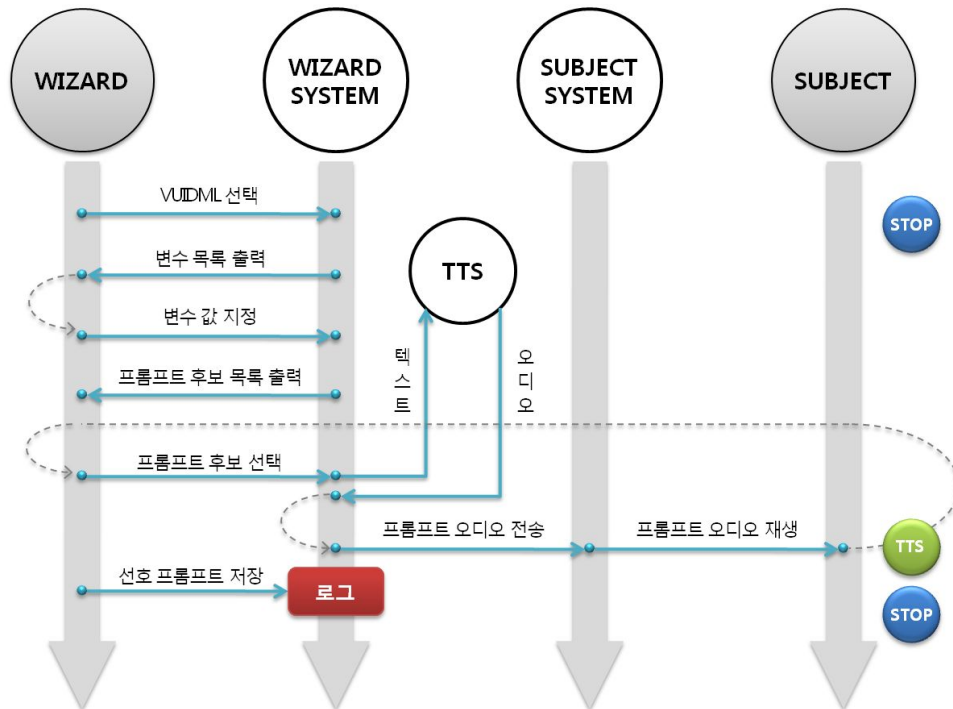 WIZARD
WIZARD
SYSTEM
SUBJECT
SYSTEM
SUBJECT
VUIDML 선택
STOP
변수 목록 출력
TTS
변수 값 지정
텍스트
오디오
프롬프트 후보 목록 출력
프롬프트 후보 선택
프롬프트 오디오 전송
프롬프트 오디오 재생
TTS
선호 프롬프트 저장
로그
STOP